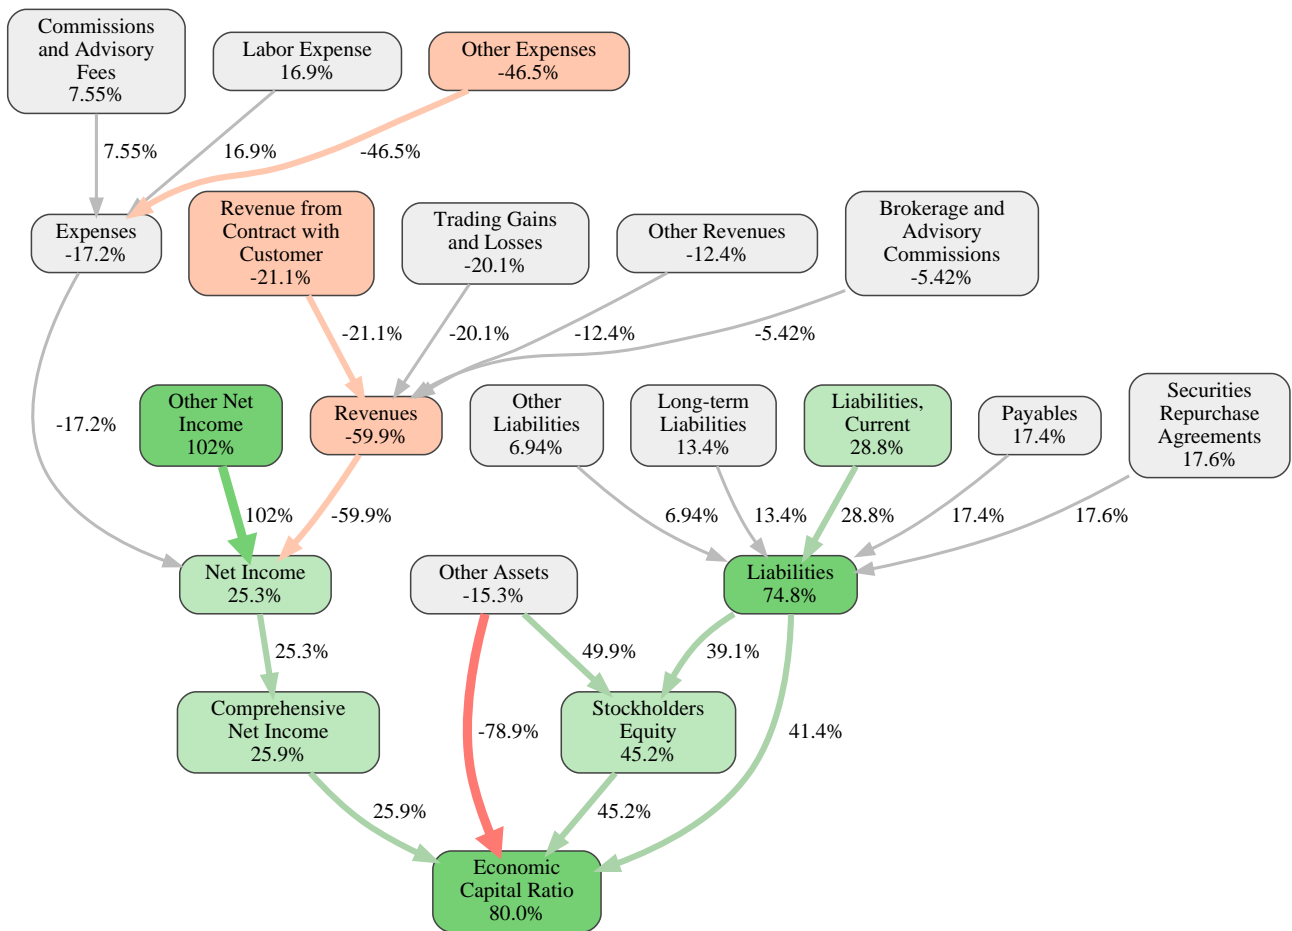 Commissions
and Advisory
Fees
7.55%
Labor Expense
16.9%
Other Expenses
-46.5%
7.55%
16.9%
-46.5%
Expenses
-17.2%
Revenue from
Contract with
Customer
-21.1%
Trading Gains
and Losses
-20.1%
Other Revenues
-12.4%
Brokerage and
Advisory
Commissions
-5.42%
-21.1%
-20.1%
-12.4%
-5.42%
-17.2%
Other Net
Income
102%
Revenues
-59.9%
Other
Liabilities
6.94%
Long-term
Liabilities
13.4%
Liabilities,
Current
28.8%
Payables
17.4%
Securities
Repurchase
Agreements
17.6%
102%
-59.9%
6.94%
13.4%
28.8%
17.4%
17.6%
Net Income
25.3%
Other Assets
-15.3%
Liabilities
74.8%
25.3%
49.9%
39.1%
Comprehensive
Net Income
25.9%
-78.9%
Stockholders
Equity
45.2%
41.4%
25.9%
45.2%
Economic
Capital Ratio
80.0%